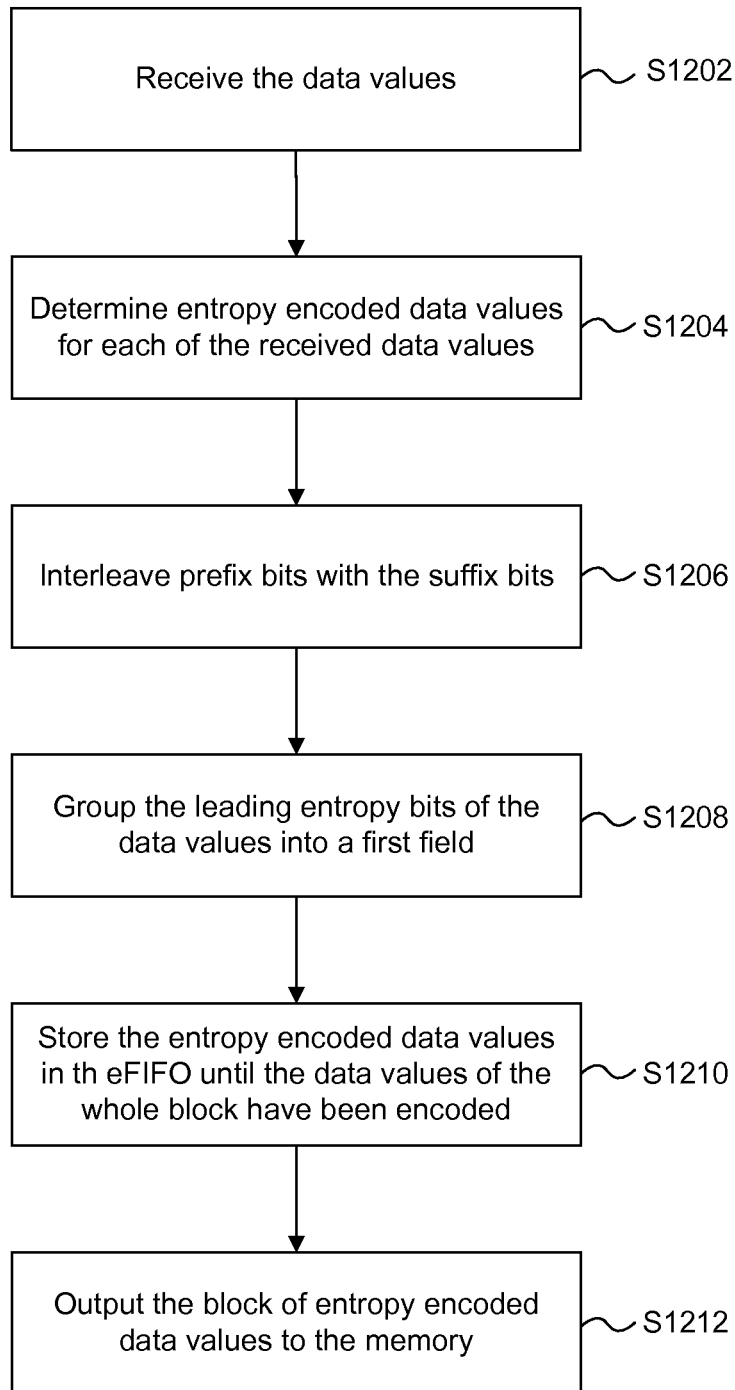 Receive the data values
S1202
Determine entropy encoded data values
for each of the received data values
S1204
Interleave prefix bits with the suffix bits
S1206
Group the leading entropy bits of the
data values into a first field
S1208
Store the entropy encoded data values
in th eFIFO until the data values of the
whole block have been encoded
S1210
Output the block of entropy encoded
data values to the memory
S1212